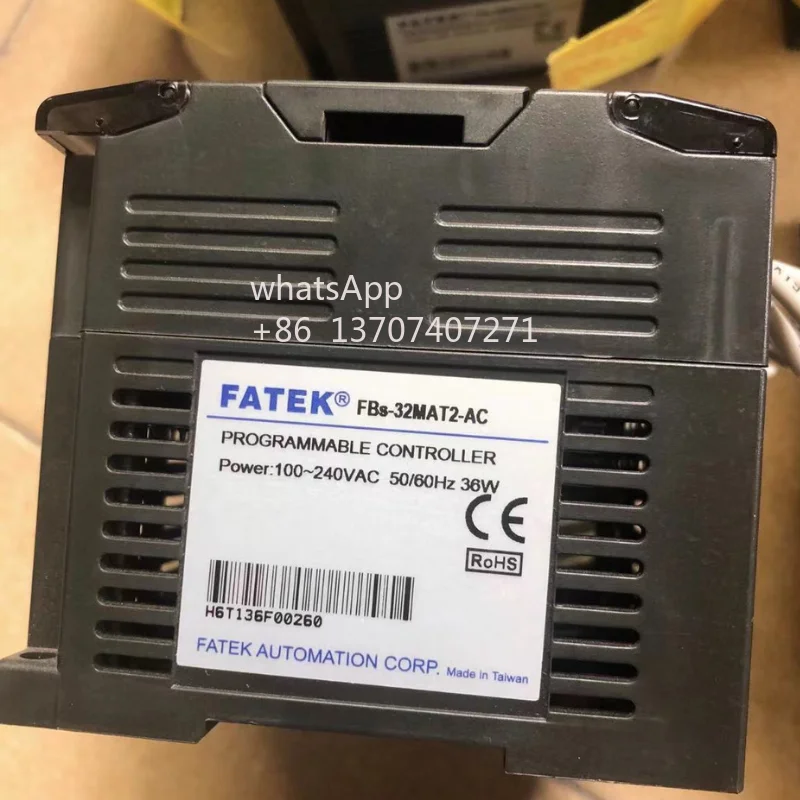 whatsApp
+86 13707407271
FATEK® FBs-32MAT2-AC
PROGRAMMABLE CONTROLLER
Power:100~240VAC 50/60Hz 36W
CE
RoHS
H6T136F00260
FATEK AUTOMATION CORP. Made in Taiwan